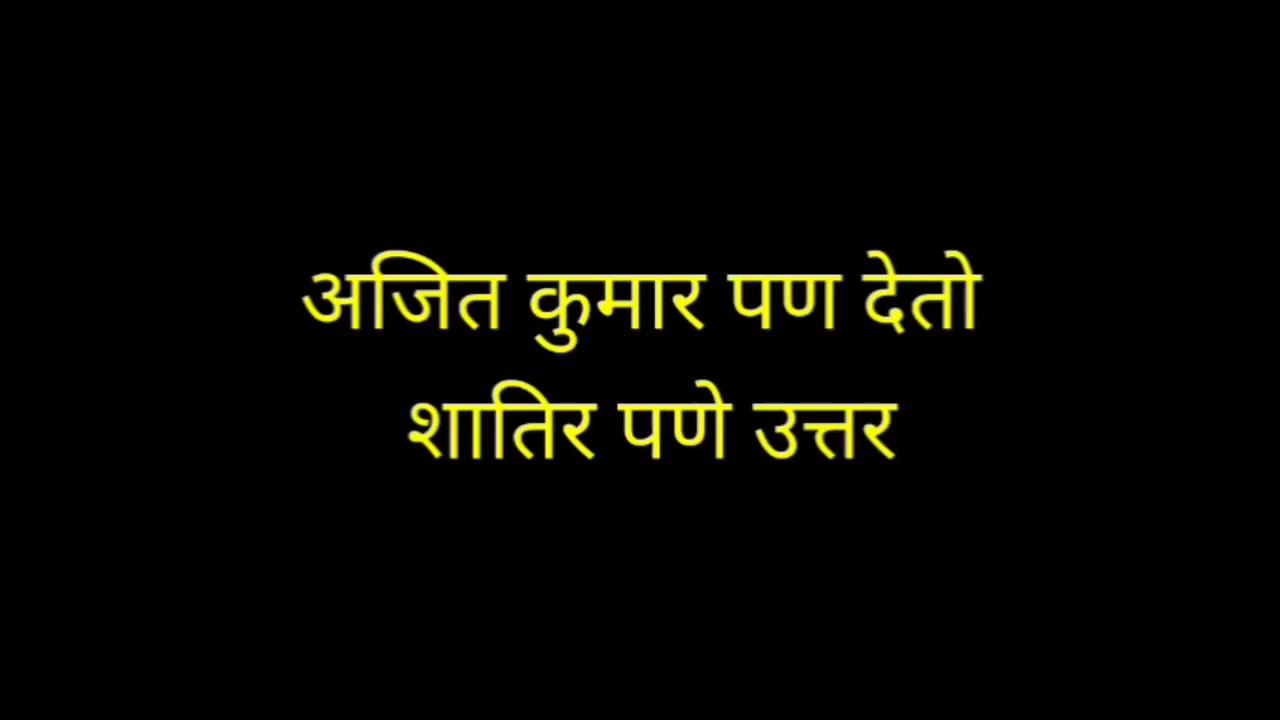 अजित कुमार पण देतो
शातिर पणे उत्तर